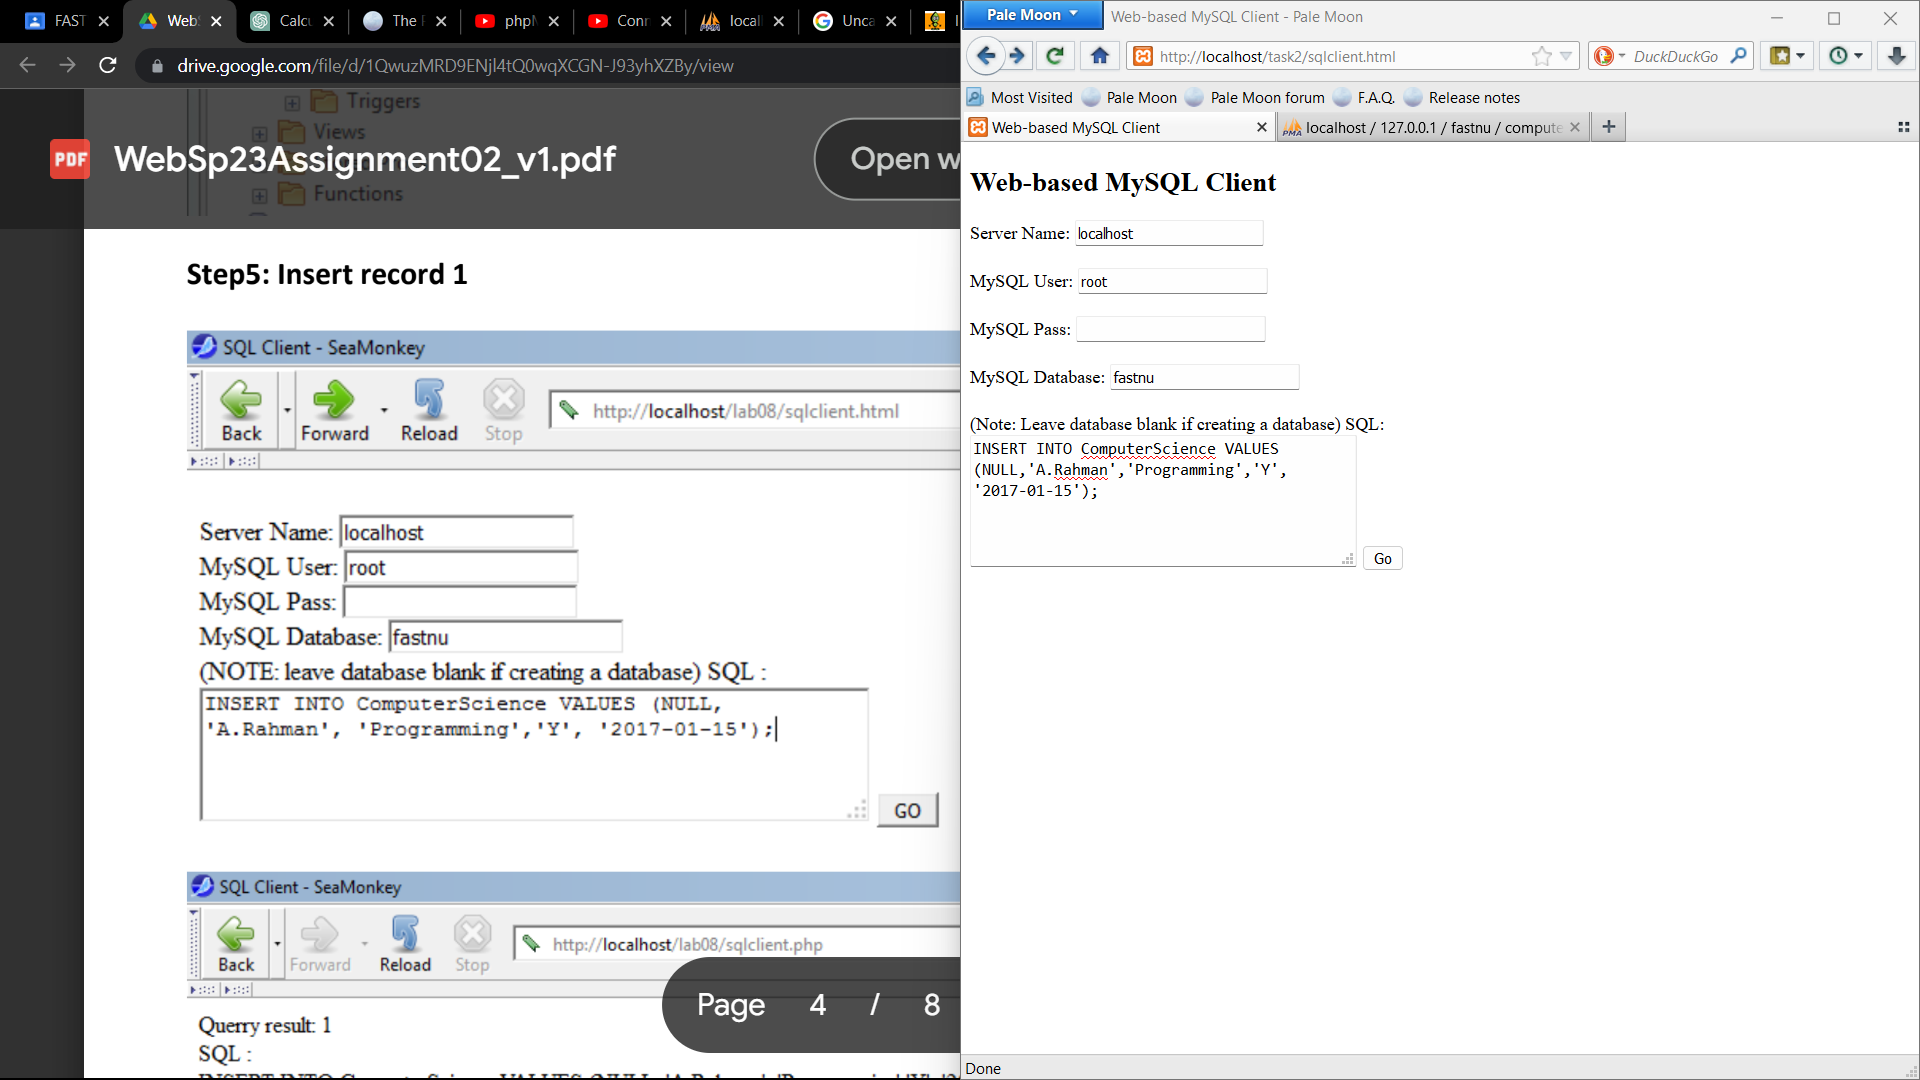 FAST
Web
Calcu
The F
phpM
Conn
locall
Unca
drive.google.com/file/d/1QwuzMRD9ENjl4tQ0wqXCGN-J93yhXZBy/view
Triggers
Views
Functions
PDF
WebSp23Assignment02_v1.pdf
Open w
Step5: Insert record 1
SQL Client - SeaMonkey
Back
Forward
Reload
Stop
http://localhost/lab08/sqlclient.html
Server Name: localhost
MySQL User: root
MySQL Pass:
MySQL Database: fastnu
(NOTE: leave database blank if creating a database) SQL :
INSERT INTO ComputerScience VALUES (NULL,
'A.Rahman', 'Programming','Y', '2017-01-15');
GO
SQL Client - SeaMonkey
Back
Forward
Reload
Stop
http://localhost/lab08/sqlclient.php
Querry result: 1
SQL :
Page 4 / 8
Pale Moon
Web-based MySQL Client - Pale Moon
http://localhost/task2/sqlclient.html
DuckDuckGo
Most Visited
Pale Moon
Pale Moon forum
F.A.Q.
Release notes
Web-based MySQL Client
PMA
localhost / 127.0.0.1 / fastnu / compute
Web-based MySQL Client
Server Name: localhost
MySQL User: root
MySQL Pass:
MySQL Database: fastnu
(Note: Leave database blank if creating a database) SQL:
INSERT INTO ComputerScience VALUES
(NULL,'A.Rahman','Programming','Y',
'2017-01-15');
Go
Done